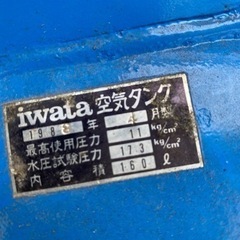 iwata 空気タンク
198 年 月製
最高使用圧力 11 kg/cm²
水圧試験圧力 17.3 kg/cm²
内容積 160 ℓ